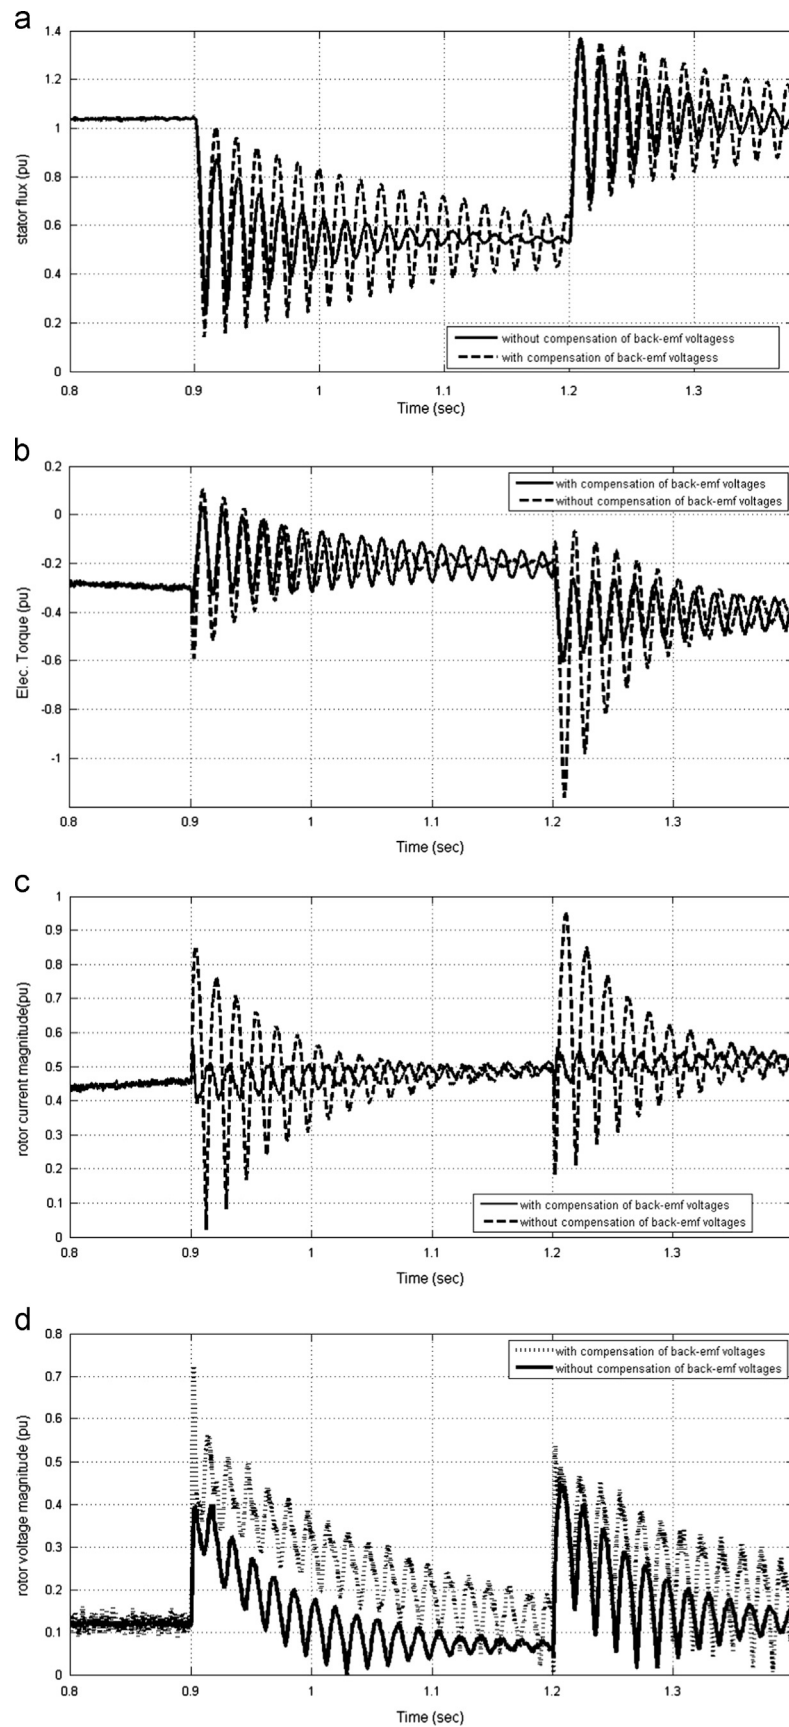 a
1.4
1.2
1
0.8
0.6
0.4
0.2
0
stator flux (pu)
without compensation of back-emf voltagess
with compensation of back-emf voltagess
0.8 0.9 1 1.1 1.2 1.3
Time (sec)
b
0.2
0
-0.2
-0.4
-0.6
-0.8
-1
Elec. Torque (pu)
with compensation of back-emf voltages
without compensation of back-emf voltages
0.8 0.9 1 1.1 1.2 1.3
Time (sec)
c
1
0.9
0.8
0.7
0.6
0.5
0.4
0.3
0.2
0.1
0
rotor current magnitude(pu)
with compensation of back-emf voltages
without compensation of back-emf voltages
0.8 0.9 1 1.1 1.2 1.3
Time (sec)
d
0.8
0.7
0.6
0.5
0.4
0.3
0.2
0.1
0
rotor voltage magnitude (pu)
with compensation of back-emf voltages
without compensation of back-emf voltages
0.8 0.9 1 1.1 1.2 1.3
Time (sec)